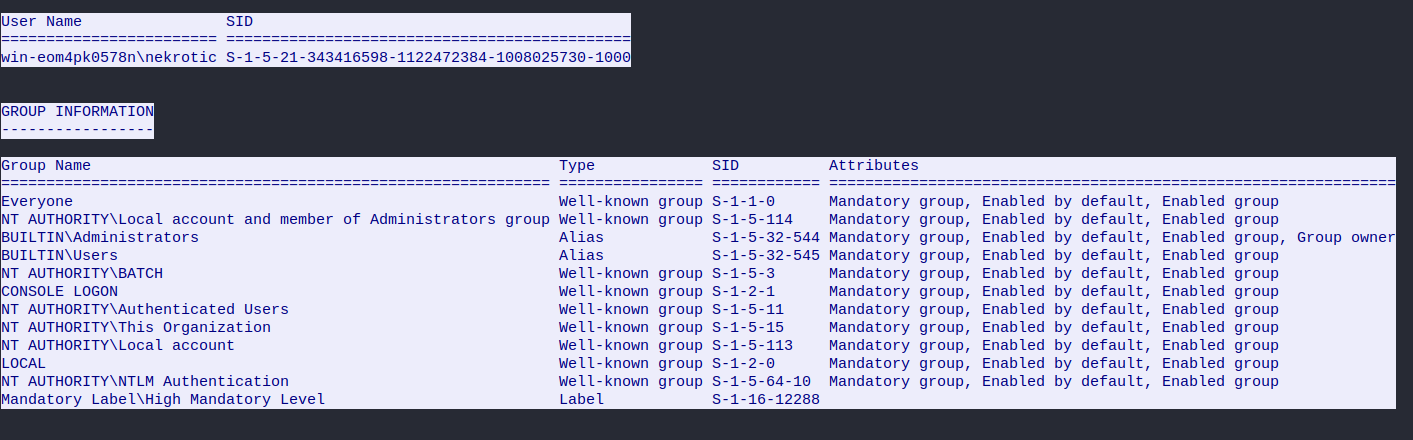 User Name                SID
======================== =============================================
win-eom4pk0578n\nekrotic S-1-5-21-343416598-1122472384-1008025730-1000
GROUP INFORMATION
-----------------
Group Name                                                    Type             SID          Attributes
============================================================= ================ ============ ===============================================================
Everyone                                                      Well-known group S-1-1-0      Mandatory group, Enabled by default, Enabled group
NT AUTHORITY\Local account and member of Administrators group Well-known group S-1-5-114    Mandatory group, Enabled by default, Enabled group
BUILTIN\Administrators                                        Alias            S-1-5-32-544 Mandatory group, Enabled by default, Enabled group, Group owner
BUILTIN\Users                                                 Alias            S-1-5-32-545 Mandatory group, Enabled by default, Enabled group
NT AUTHORITY\BATCH                                            Well-known group S-1-5-3      Mandatory group, Enabled by default, Enabled group
CONSOLE LOGON                                                 Well-known group S-1-2-1      Mandatory group, Enabled by default, Enabled group
NT AUTHORITY\Authenticated Users                              Well-known group S-1-5-11     Mandatory group, Enabled by default, Enabled group
NT AUTHORITY\This Organization                                Well-known group S-1-5-15     Mandatory group, Enabled by default, Enabled group
NT AUTHORITY\Local account                                    Well-known group S-1-5-113    Mandatory group, Enabled by default, Enabled group
LOCAL                                                         Well-known group S-1-2-0      Mandatory group, Enabled by default, Enabled group
NT AUTHORITY\NTLM Authentication                              Well-known group S-1-5-64-10  Mandatory group, Enabled by default, Enabled group
Mandatory Label\High Mandatory Level                          Label            S-1-16-12288